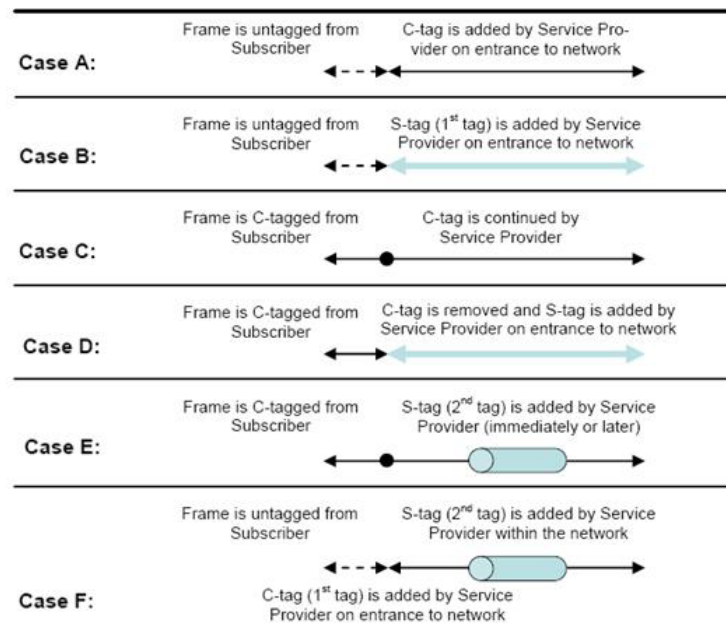 Case A:
Frame is untagged from
Subscriber
C-tag is added by Service Pro-
vider on entrance to network
Case B:
Frame is untagged from
Subscriber
S-tag (1st tag) is added by Service
Provider on entrance to network
Case C:
Frame is C-tagged from
Subscriber
C-tag is continued by
Service Provider
Case D:
Frame is C-tagged from
Subscriber
C-tag is removed and S-tag is added by
Service Provider on entrance to network
Case E:
Frame is C-tagged from
Subscriber
S-tag (2nd tag) is added by Service
Provider (immediately or later)
Case F:
Frame is untagged from
Subscriber
S-tag (2nd tag) is added by Service
Provider within the network
C-tag (1st tag) is added by Service
Provider on entrance to network